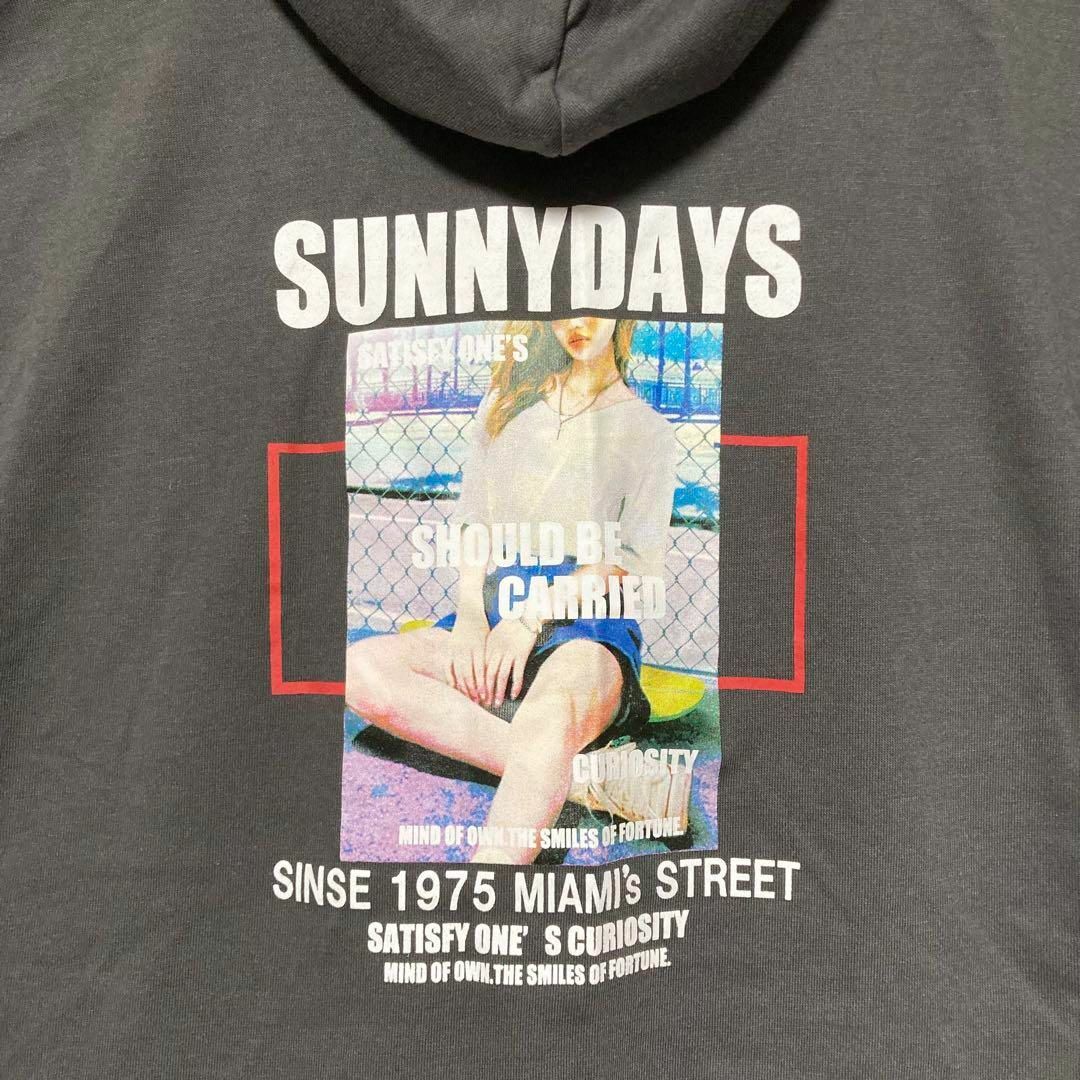 SUNNYDAYS
SATISFY ONE'S
SHOULD BE
CARRIED
CURIOSITY
MIND OF OWN.THE SMILES OF FORTUNE.
SINSE 1975 MIAMI's STREET
SATISFY ONE' S CURIOSITY
MIND OF OWN.THE SMILES OF FORTUNE.